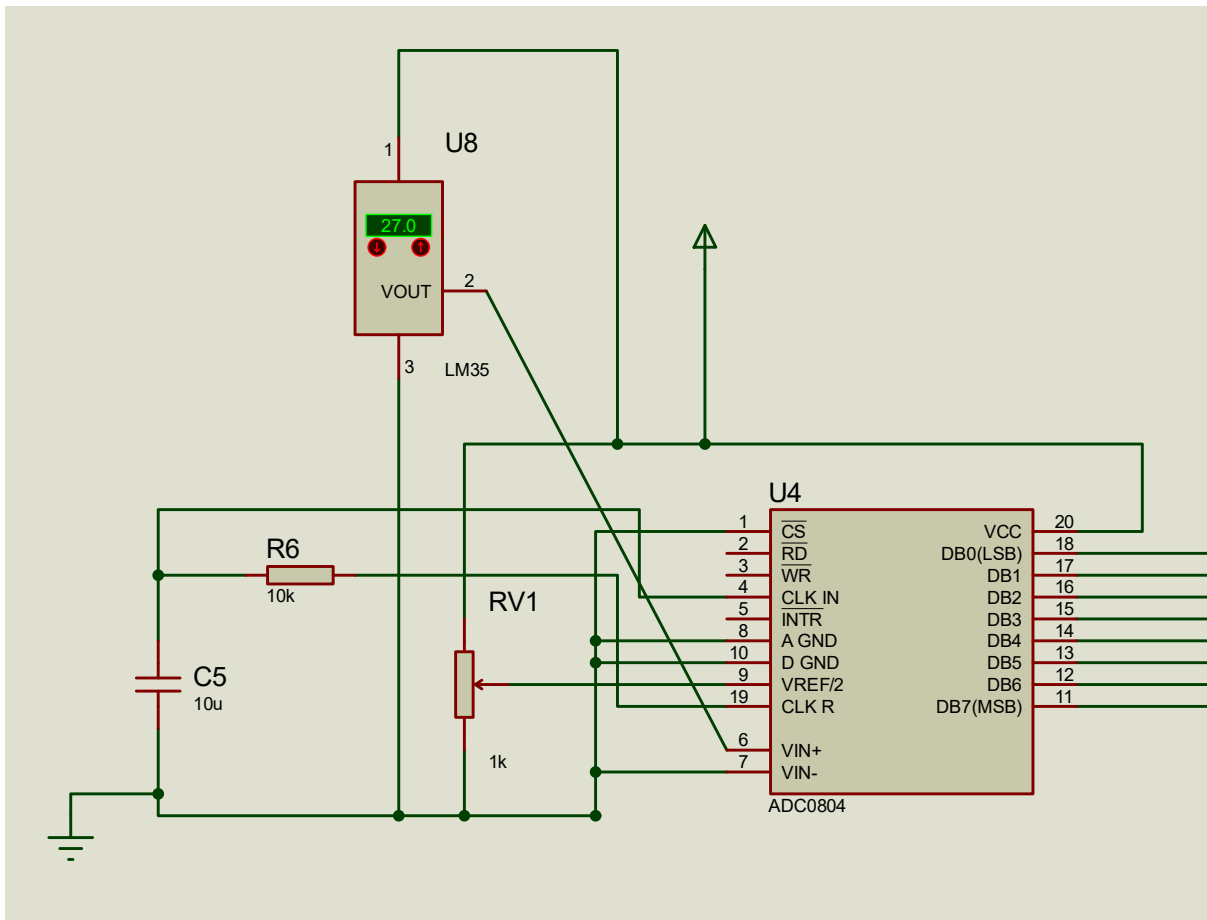 U8
1
27.0
VOUT
2
3
LM35
U4
1
CS
VCC
20
2
RD
DB0(LSB)
18
3
WR
DB1
17
4
CLK IN
DB2
16
5
INTR
DB3
15
8
A GND
DB4
14
10
D GND
DB5
13
9
VREF/2
DB6
12
19
CLK R
DB7(MSB)
11
6
VIN+
7
VIN-
ADC0804
R6
10k
RV1
1k
C5
10u